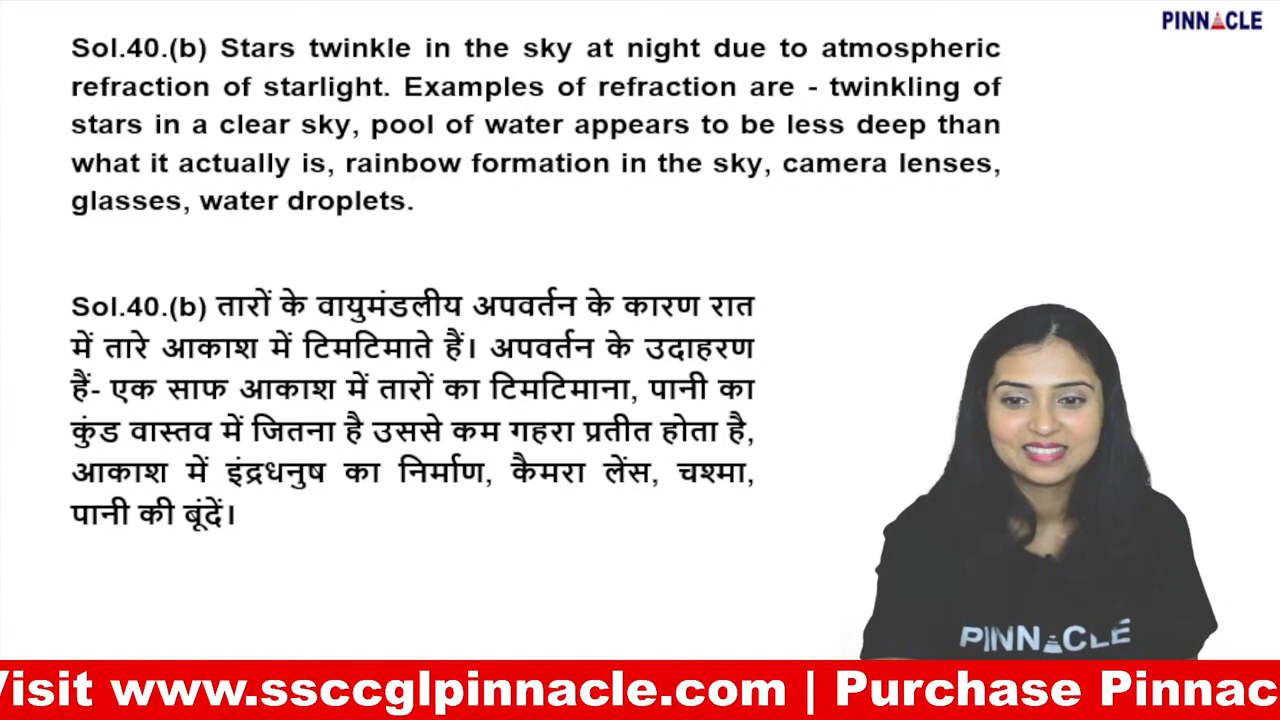 PINNACLE
Sol.40.(b) Stars twinkle in the sky at night due to atmospheric
refraction of starlight. Examples of refraction are - twinkling of
stars in a clear sky, pool of water appears to be less deep than
what it actually is, rainbow formation in the sky, camera lenses,
glasses, water droplets.
Sol.40.(b) तारों के वायुमंडलीय अपवर्तन के कारण रात
में तारे आकाश में टिमटिमाते हैं। अपवर्तन के उदाहरण
हैं- एक साफ आकाश में तारों का टिमटिमाना, पानी का
कुंड वास्तव में जितना है उससे कम गहरा प्रतीत होता है,
आकाश में इंद्रधनुष का निर्माण, कैमरा लेंस, चश्मा,
पानी की बूंदें।
PINNACLE
Visit www.ssccglpinnacle.com | Purchase Pinnac